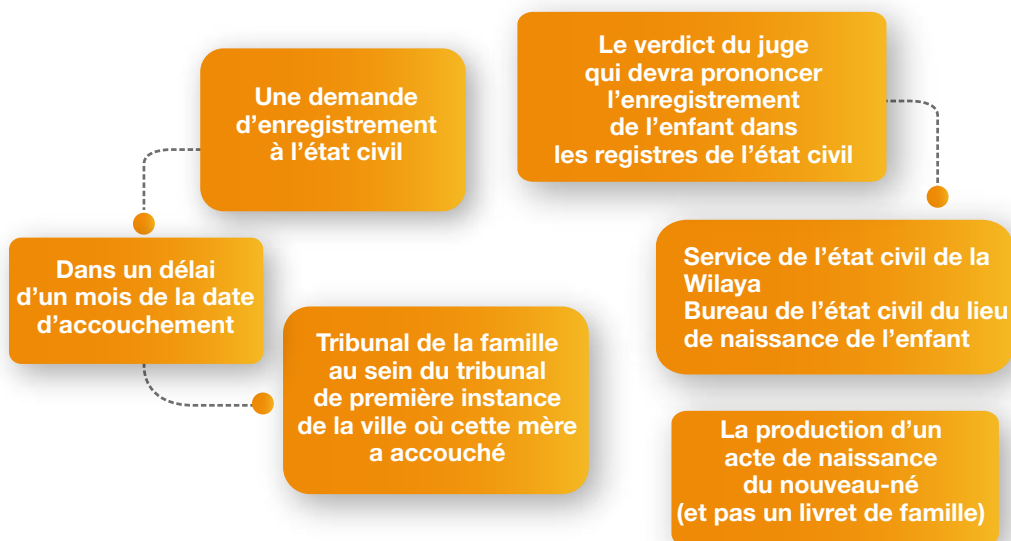 Une demande
d'enregistrement
à l'état civil
Dans un délai
d'un mois de la date
d'accouchement
Tribunal de la famille
au sein du tribunal
de première instance
de la ville où cette mère
a accouché
Le verdict du juge
qui devra prononcer
l'enregistrement
de l'enfant dans
les registres de l'état civil
Service de l'état civil de la
Wilaya
Bureau de l'état civil du lieu
de naissance de l'enfant
La production d'un
acte de naissance
du nouveau-né
(et pas un livret de famille)